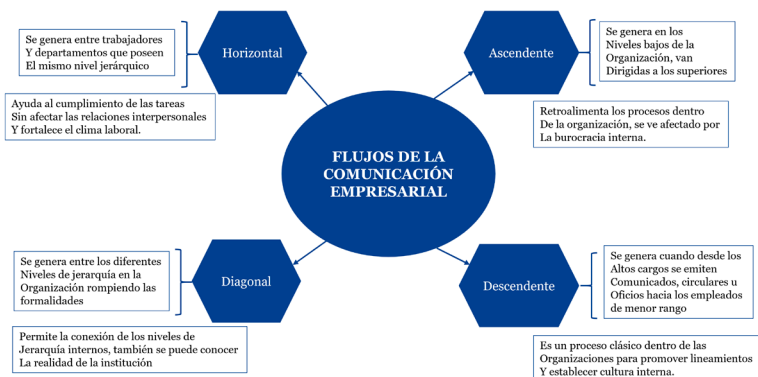 Se genera entre trabajadores
Y departamentos que poseen
El mismo nivel jerárquico
Horizontal
Ayuda al cumplimiento de las tareas
Sin afectar las relaciones interpersonales
Y fortalece el clima laboral.
Ascendente
Se genera en los
Niveles bajos de la
Organización, van
Dirigidas a los superiores
Retroalimenta los procesos dentro
De la organización, se ve afectado por
La burocracia interna.
FLUJOS DE LA
COMUNICACIÓN
EMPRESARIAL
Se genera entre los diferentes
Niveles de jerarquía en la
Organización rompiendo las
formalidades
Diagonal
Permite la conexión de los niveles de
Jerarquía internos, también se puede conocer
La realidad de la institución
Descendente
Se genera cuando desde los
Altos cargos se emiten
Comunicados, circulares u
Oficios hacia los empleados
de menor rango
Es un proceso clásico dentro de las
Organizaciones para promover lineamientos
Y establecer cultura interna.